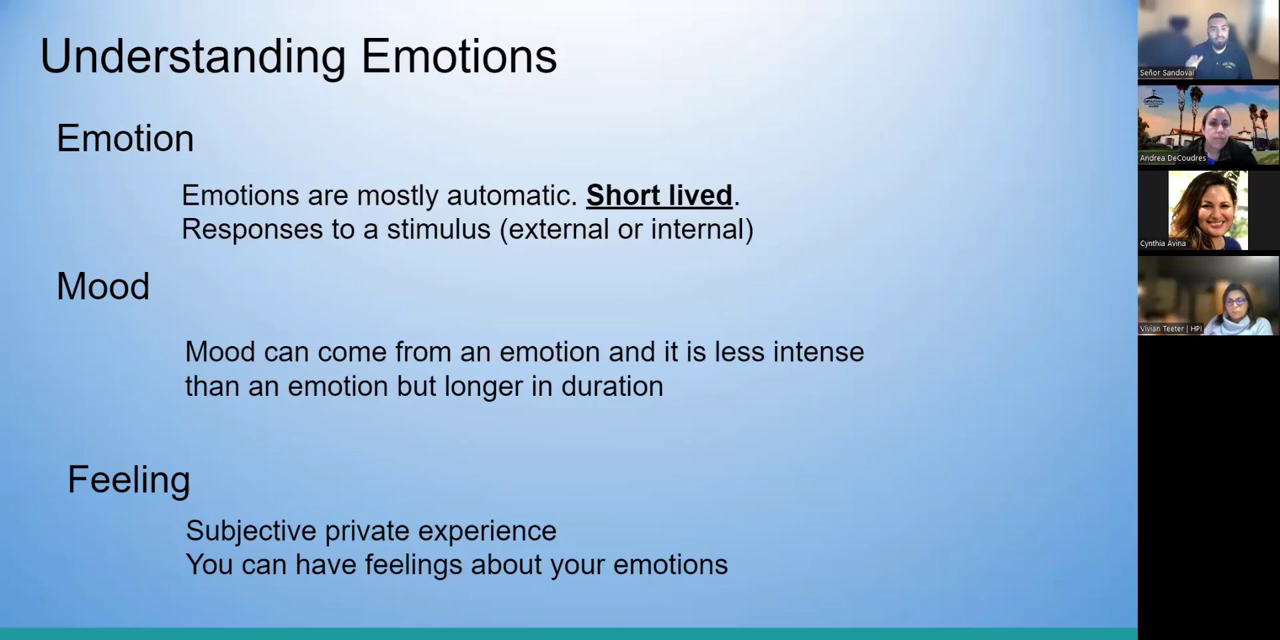 Understanding Emotions
Emotion
Emotions are mostly automatic. Short lived.
Responses to a stimulus (external or internal)
Mood
Mood can come from an emotion and it is less intense
than an emotion but longer in duration
Feeling
Subjective private experience
You can have feelings about your emotions
Señor Sandoval
Andrea DeCoudres
Cynthia Avina
Vivian Teeter | HPI